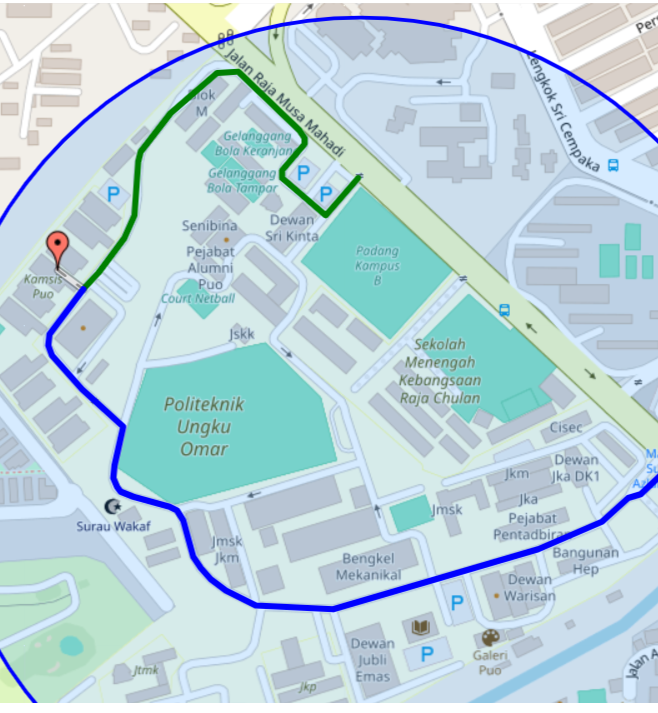 Jalan Raja Musa Mahadi
Blok
M
Gelanggang
Bola Keranjang
Gelanggang
Bola Tampar
P
P
P
Lengkok Sri Cempaka
Dewan
Sri Kinta
Senibina
Pejabat
Alumni
Puo
Court Netball
Kamsis
Puo
Padang
Kampus
B
Jskk
Sekolah
Menengah
Kebangsaan
Raja Chulan
Politeknik
Ungku
Omar
Cisec
Dewan
Jka DK1
Jkm
Jka
Pejabat
Pentadbiran
Jmsk
Surau Wakaf
Jmsk
Jkm
Bengkel
Mekanikal
Bangunan
Hep
Dewan
Warisan
P
P
Galeri
Puo
Dewan
Jubli
Emas
Jtmk
Jkp